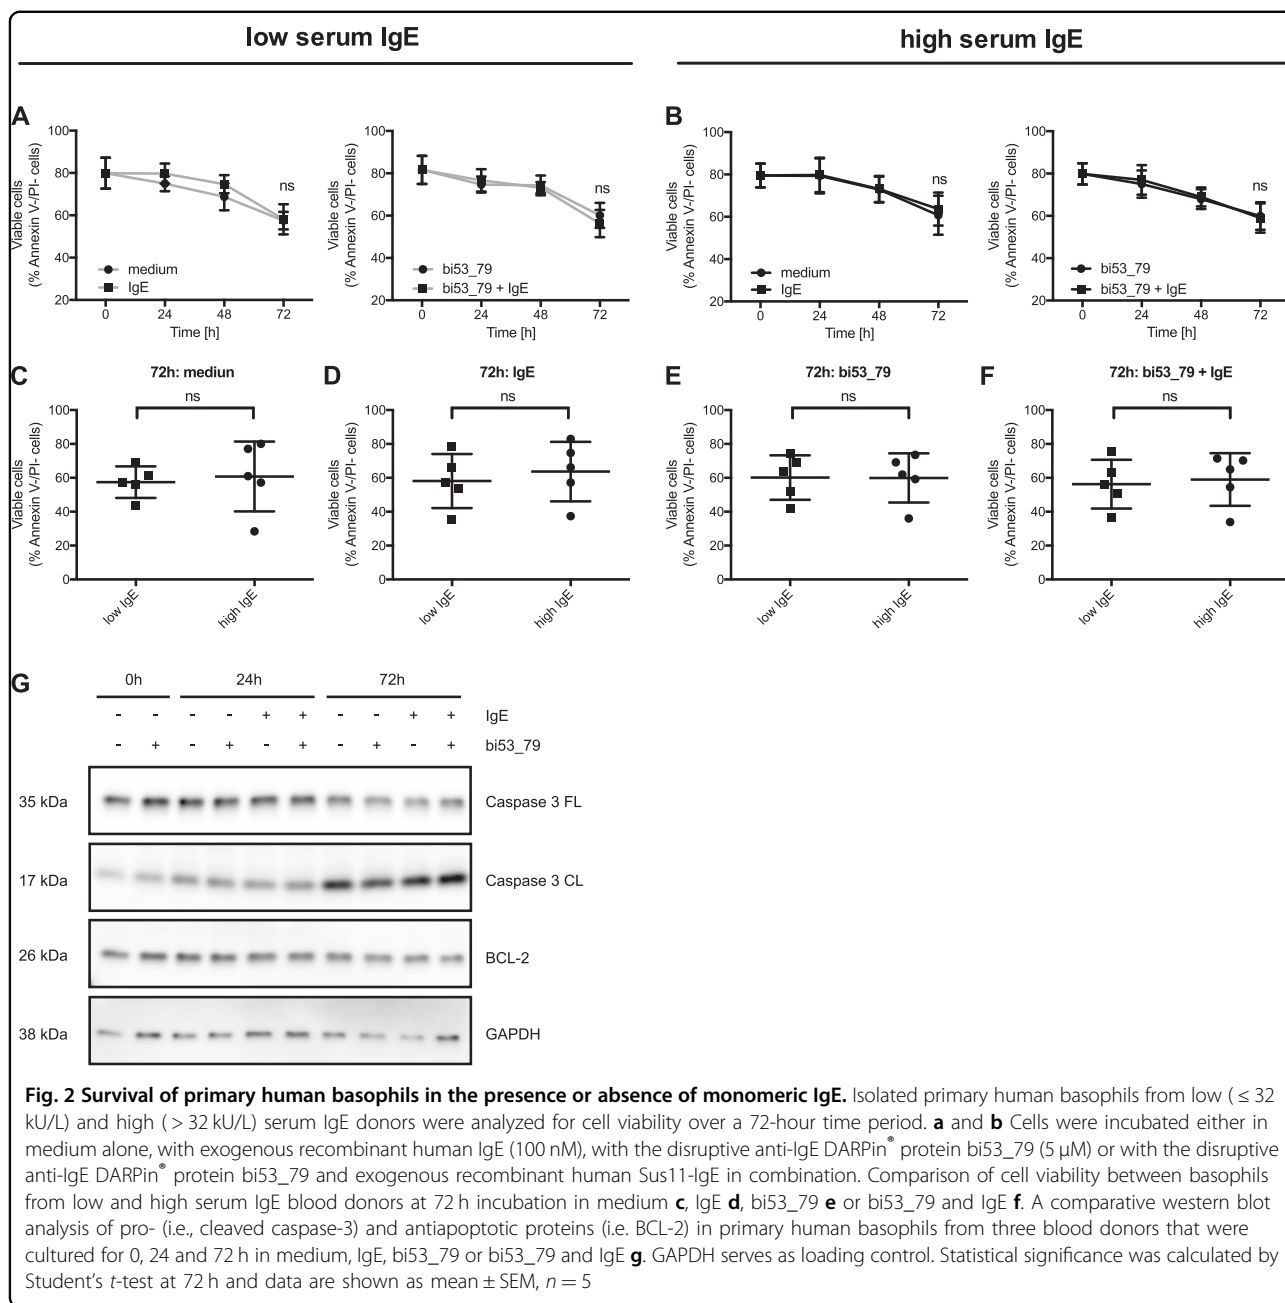 low serum IgE
high serum IgE
A
100
80
60
40
20
Viable cells
(% Annexin V-/PI- cells)
ns
medium
IgE
0 24 48 72
Time [h]
100
80
60
40
20
Viable cells
(% Annexin V-/PI- cells)
ns
bi53_79
bi53_79 + IgE
0 24 48 72
Time [h]
B
100
80
60
40
20
Viable cells
(% Annexin V-/PI- cells)
ns
medium
IgE
0 24 48 72
Time [h]
100
80
60
40
20
Viable cells
(% Annexin V-/PI- cells)
ns
bi53_79
bi53_79 + IgE
0 24 48 72
Time [h]
C
72h: mediun
ns
100
80
60
40
20
0
Viable cells
(% Annexin V-/PI- cells)
low IgE
high IgE
D
72h: IgE
ns
100
80
60
40
20
0
Viable cells
(% Annexin V-/PI- cells)
low IgE
high IgE
E
72h: bi53_79
ns
100
80
60
40
20
0
Viable cells
(% Annexin V-/PI- cells)
low IgE
high IgE
F
72h: bi53_79 + IgE
ns
100
80
60
40
20
0
Viable cells
(% Annexin V-/PI- cells)
low IgE
high IgE
G
0h 24h 72h
- - - - + + - - + + IgE
- + - + - + - + - + bi53_79
35 kDa Caspase 3 FL
17 kDa Caspase 3 CL
26 kDa BCL-2
38 kDa GAPDH
Fig. 2 Survival of primary human basophils in the presence or absence of monomeric IgE. Isolated primary human basophils from low ( ≤ 32
kU/L) and high ( > 32 kU/L) serum IgE donors were analyzed for cell viability over a 72-hour time period. a and b Cells were incubated either in
medium alone, with exogenous recombinant human IgE (100 nM), with the disruptive anti-IgE DARPin® protein bi53_79 (5 μM) or with the disruptive
anti-IgE DARPin® protein bi53_79 and exogenous recombinant human Sus11-IgE in combination. Comparison of cell viability between basophils
from low and high serum IgE blood donors at 72 h incubation in medium c, IgE d, bi53_79 e or bi53_79 and IgE f. A comparative western blot
analysis of pro- (i.e., cleaved caspase-3) and antiapoptotic proteins (i.e. BCL-2) in primary human basophils from three blood donors that were
cultured for 0, 24 and 72 h in medium, IgE, bi53_79 or bi53_79 and IgE g. GAPDH serves as loading control. Statistical significance was calculated by
Student's t-test at 72 h and data are shown as mean ± SEM, n = 5